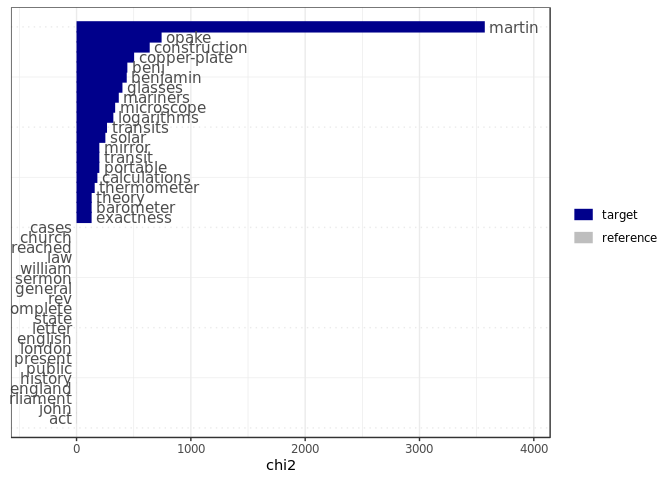 martin
opake
construction
copper-plate
benj
benjamin
glasses
mariners
microscope
logarithms
transits
solar
mirror
transit
portable
calculations
thermometer
theory
barometer
exactness
cases
church
reached
law
william
sermon
general
rev
omplete
state
letter
english
london
present
public
history
england
rliament
john
act
target
reference
0 1000 2000 3000 4000
chi2